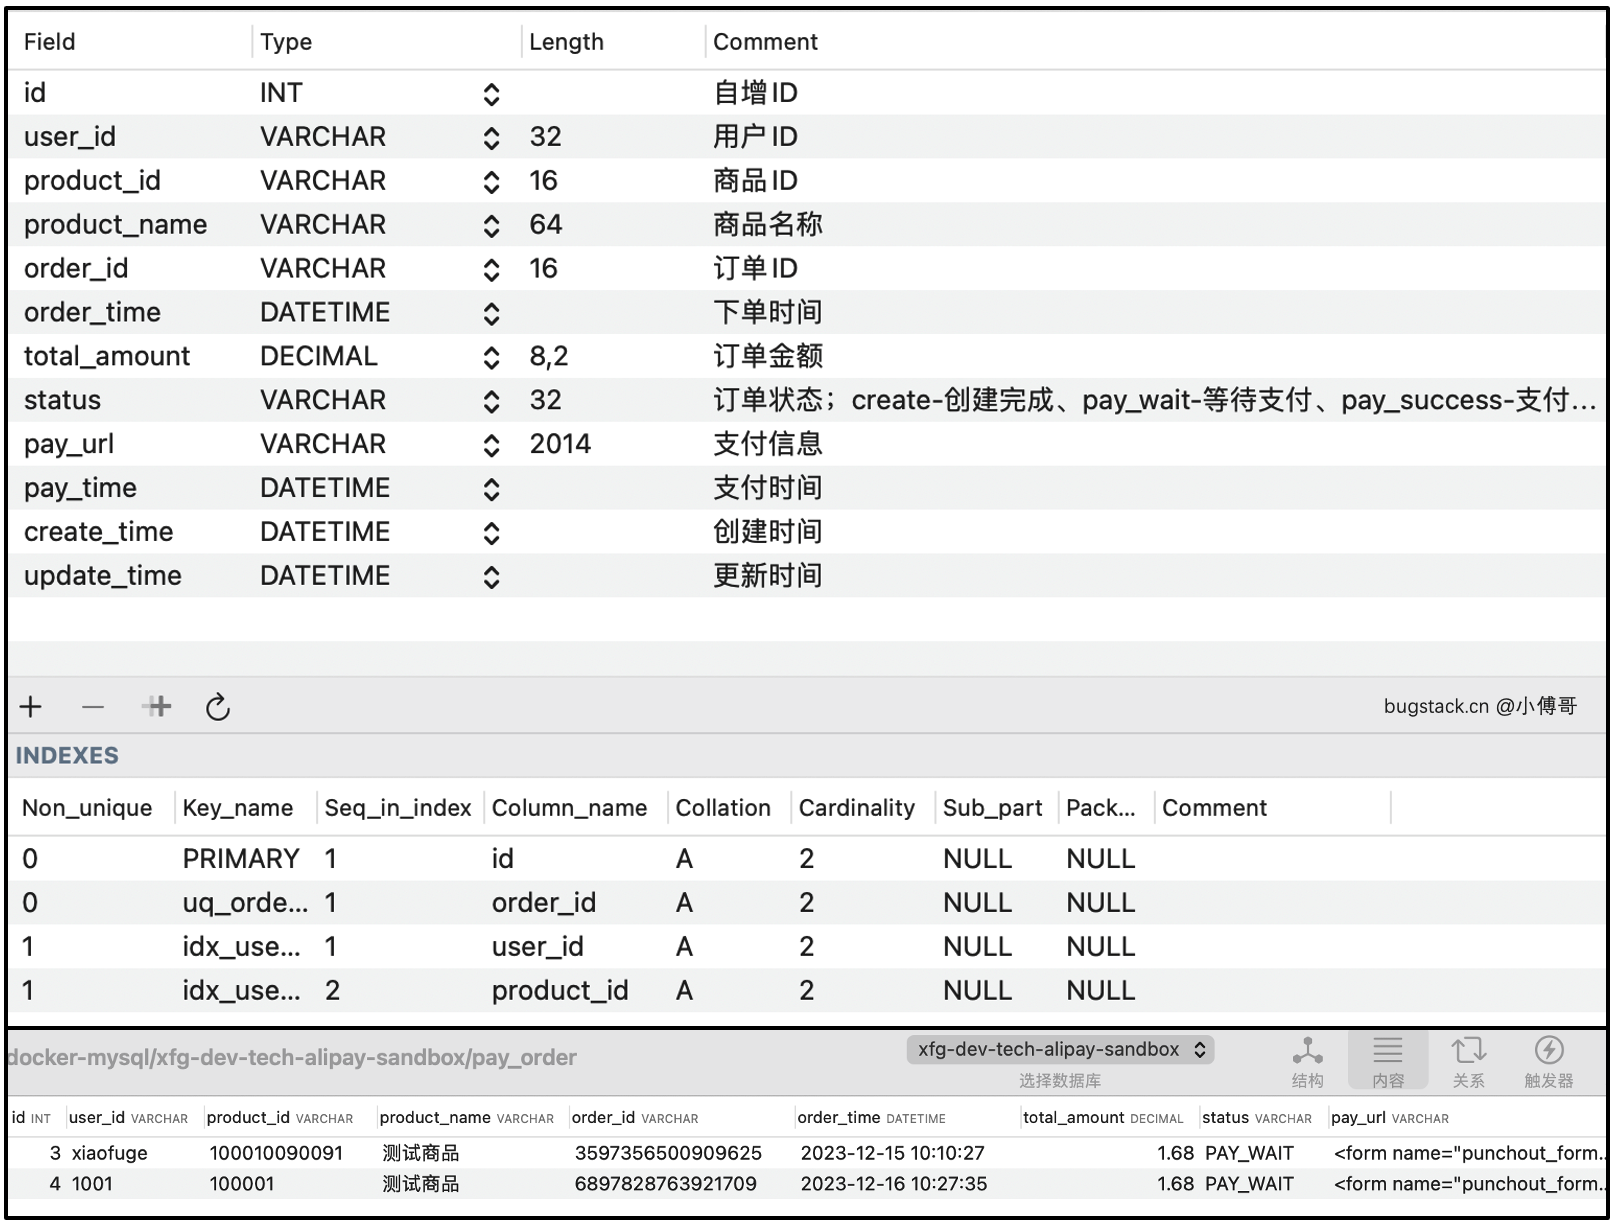 Field Type Length Comment
id INT 自增ID
user_id VARCHAR 32 用户ID
product_id VARCHAR 16 商品ID
product_name VARCHAR 64 商品名称
order_id VARCHAR 16 订单ID
order_time DATETIME 下单时间
total_amount DECIMAL 8,2 订单金额
status VARCHAR 32 订单状态；create-创建完成、pay_wait-等待支付、pay_success-支付...
pay_url VARCHAR 2014 支付信息
pay_time DATETIME 支付时间
create_time DATETIME 创建时间
update_time DATETIME 更新时间
bugstack.cn @小傅哥
INDEXES
Non_unique Key_name Seq_in_index Column_name Collation Cardinality Sub_part Pack... Comment
0 PRIMARY 1 id A 2 NULL NULL
0 uq_orde... 1 order_id A 2 NULL NULL
1 idx_use... 1 user_id A 2 NULL NULL
1 idx_use... 2 product_id A 2 NULL NULL
docker-mysql/xfg-dev-tech-alipay-sandbox/pay_order xfg-dev-tech-alipay-sandbox
选择数据库 结构 内容 关系 触发器
id INT user_id VARCHAR product_id VARCHAR product_name VARCHAR order_id VARCHAR order_time DATETIME total_amount DECIMAL status VARCHAR pay_url VARCHAR
3 xiaofuge 100010090091 测试商品 3597356500909625 2023-12-15 10:10:27 1.68 PAY_WAIT <form name="punchout_form...
4 1001 100001 测试商品 6897828763921709 2023-12-16 10:27:35 1.68 PAY_WAIT <form name="punchout_form...